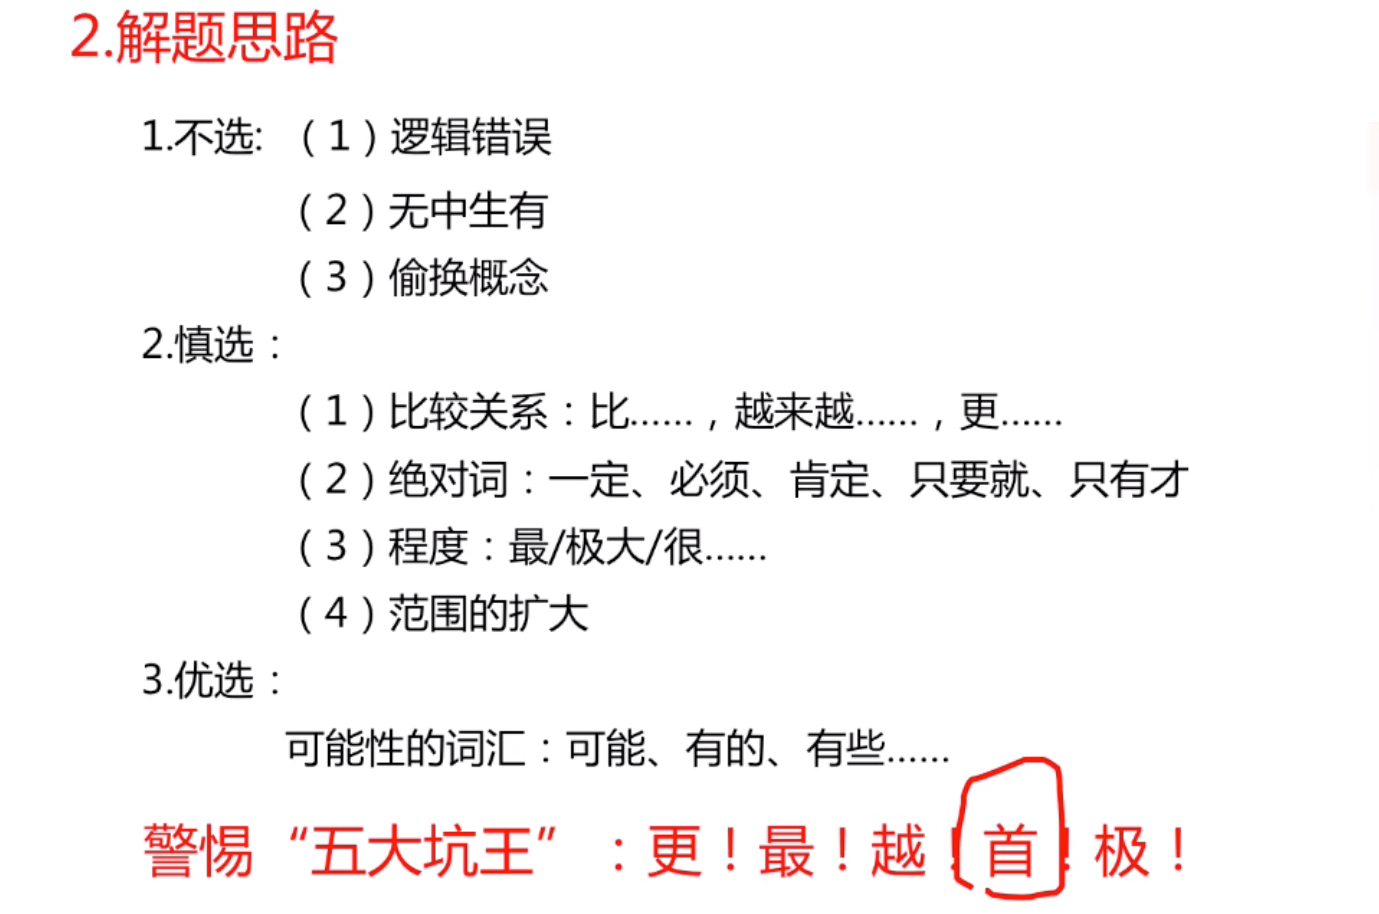 2.解题思路
1.不选: （1）逻辑错误
（2）无中生有
（3）偷换概念
2.慎选：
（1）比较关系：比……，越来越……，更……
（2）绝对词：一定、必须、肯定、只要就、只有才
（3）程度：最/极大/很……
（4）范围的扩大
3.优选：
可能性的词汇：可能、有的、有些……
警惕“五大坑王”：更！最！越！首！极！